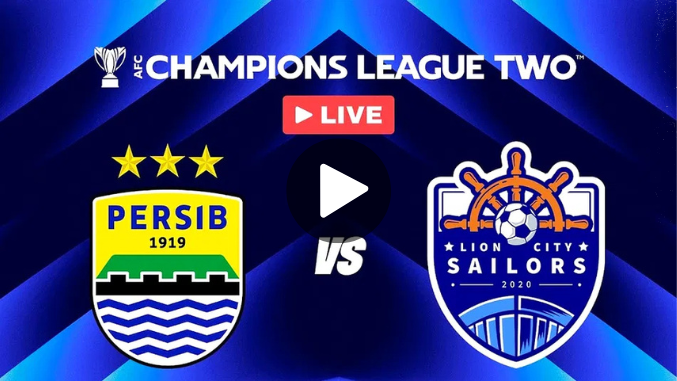 AFC CHAMPIONS LEAGUE TWO™
LIVE
PERSIB
1919
VS
LION CITY
SAILORS
2020